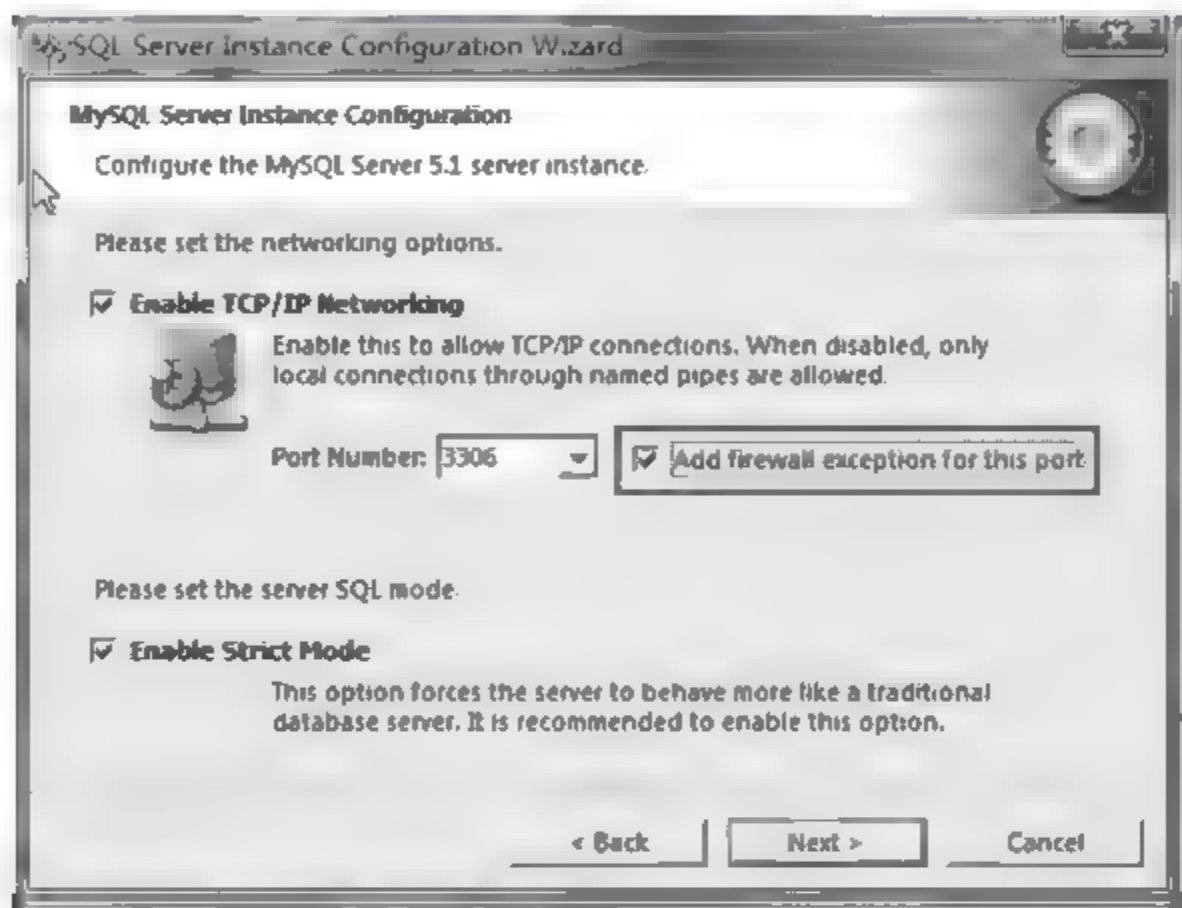 MySQL Server Instance Configuration Wizard
MySQL Server Instance Configuration
Configure the MySQL Server 5.1 server instance.
Please set the networking options.
Enable TCP/IP Networking
Enable this to allow TCP/IP connections. When disabled, only
local connections through named pipes are allowed.
Port Number: 3306 Add firewall exception for this port
Please set the server SQL mode.
Enable Strict Mode
This option forces the server to behave more like a traditional
database server. It is recommended to enable this option.
< Back Next > Cancel